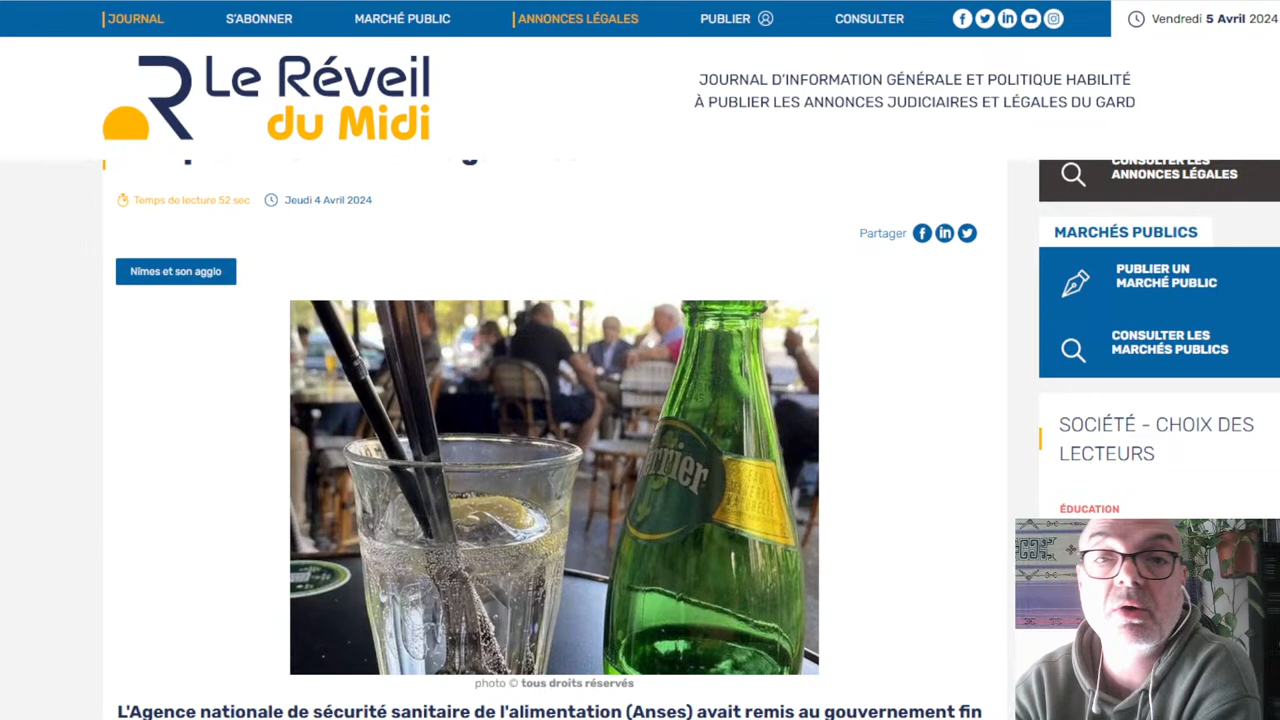 JOURNAL
S'ABONNER
MARCHÉ PUBLIC
ANNONCES LÉGALES
PUBLIER
CONSULTER
Vendredi 5 Avril 2024
Le Réveil
du Midi
JOURNAL D'INFORMATION GÉNÉRALE ET POLITIQUE HABILITÉ
À PUBLIER LES ANNONCES JUDICIAIRES ET LÉGALES DU GARD
CONSULTER LES
ANNONCES LÉGALES
Temps de lecture 52 sec
Jeudi 4 Avril 2024
Partager
MARCHÉS PUBLICS
Nîmes et son agglo
PUBLIER UN
MARCHÉ PUBLIC
CONSULTER LES
MARCHÉS PUBLICS
SOCIÉTÉ - CHOIX DES
LECTEURS
ÉDUCATION
Perrier
photo © tous droits réservés
L'Agence nationale de sécurité sanitaire de l'alimentation (Anses) avait remis au gouvernement fin